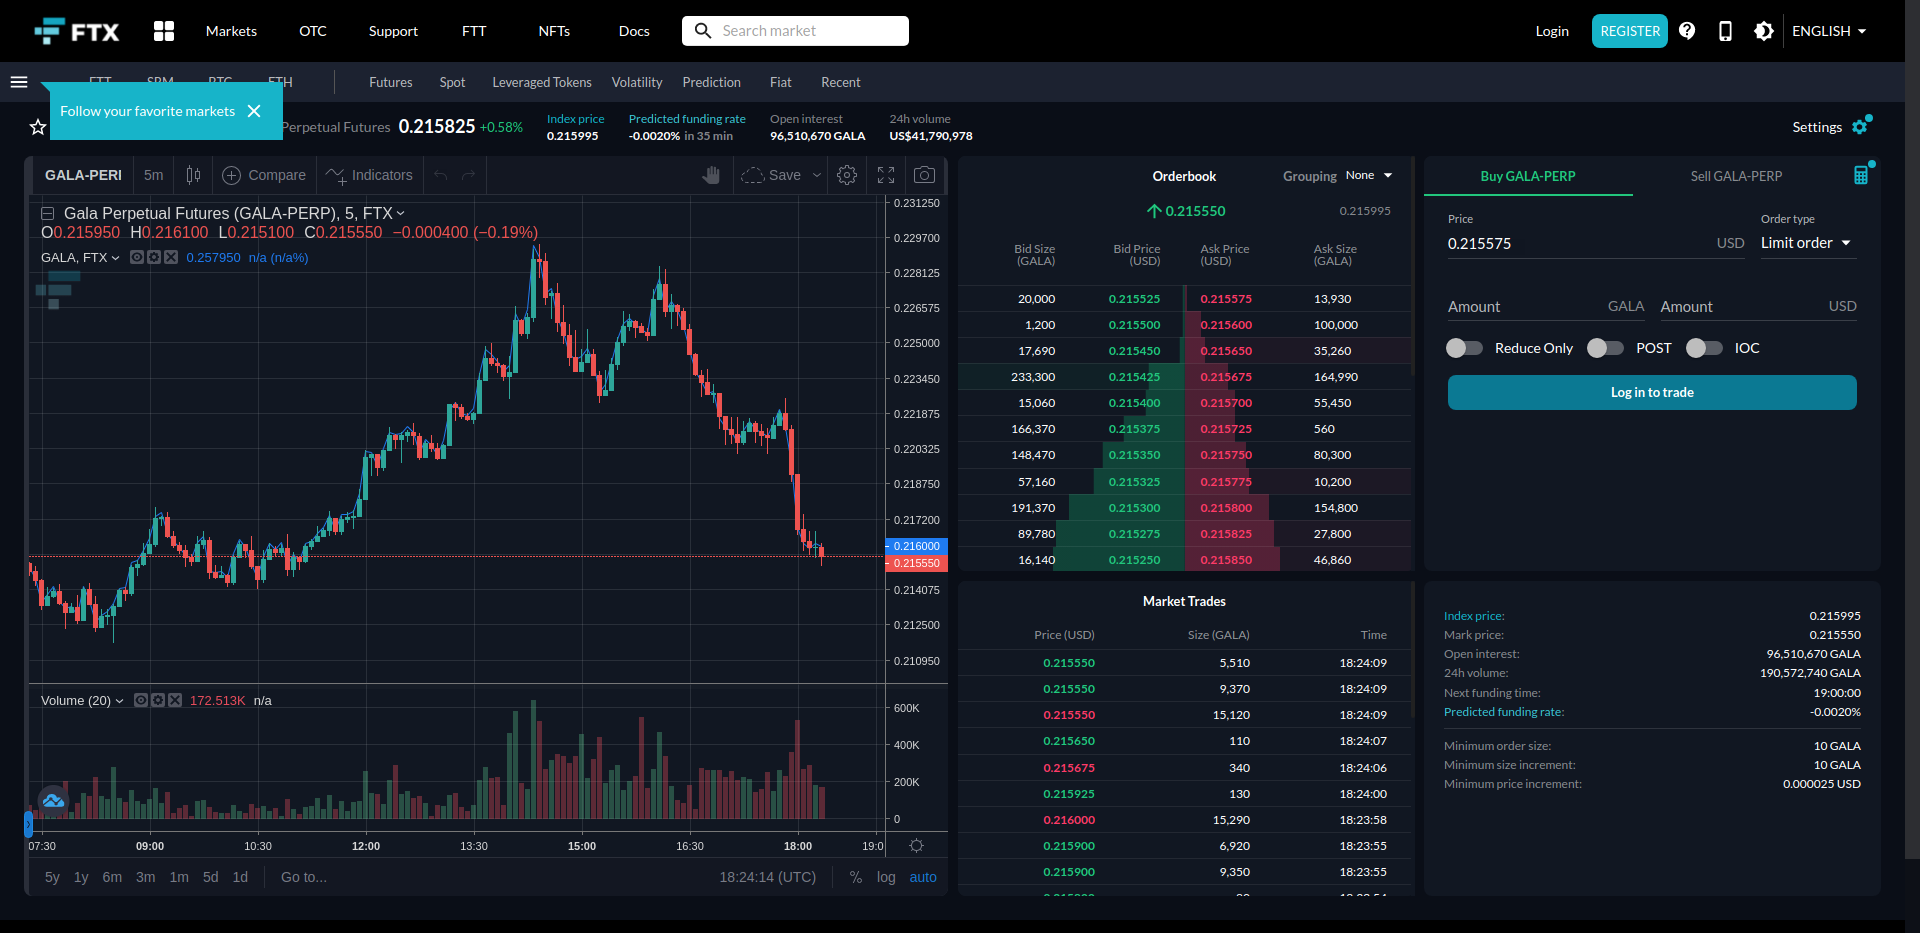 FTX
Markets OTC Support FTT NFTs Docs Search market Login REGISTER ENGLISH
Futures Spot Leveraged Tokens Volatility Prediction Fiat Recent
Follow your favorite markets
Perpetual Futures 0.215825 +0.58%
Index price 0.215995
Predicted funding rate -0.0020% in 35 min
Open interest 96,510,670 GALA
24h volume US$41,790,978
Settings
GALA-PERP 5m Compare Indicators Save
Gala Perpetual Futures (GALA-PERP), 5, FTX
O0.215950 H0.216100 L0.215100 C0.215550 −0.000400 (−0.19%)
GALA, FTX 0.257950 n/a (n/a%)
0.231250
0.229700
0.228125
0.226575
0.225000
0.223450
0.221875
0.220325
0.218750
0.217200
0.216000
0.215550
0.214075
0.212500
0.210950
Volume (20) 172.513K n/a
600K
400K
200K
0
07:30 09:00 10:30 12:00 13:30 15:00 16:30 18:00 19:0
5y 1y 6m 3m 1m 5d 1d Go to... 18:24:14 (UTC) % log auto
Orderbook Grouping None
0.215550 0.215995
Bid Size (GALA) Bid Price (USD) Ask Price (USD) Ask Size (GALA)
20,000 0.215525 0.215575 13,930
1,200 0.215500 0.215600 100,000
17,690 0.215450 0.215650 35,260
233,300 0.215425 0.215675 164,990
15,060 0.215400 0.215700 55,450
166,370 0.215375 0.215725 560
148,470 0.215350 0.215750 80,300
57,160 0.215325 0.215775 10,200
191,370 0.215300 0.215800 154,800
89,780 0.215275 0.215825 27,800
16,140 0.215250 0.215850 46,860
Market Trades
Price (USD) Size (GALA) Time
0.215550 5,510 18:24:09
0.215550 9,370 18:24:09
0.215550 15,120 18:24:09
0.215650 110 18:24:07
0.215675 340 18:24:06
0.215925 130 18:24:00
0.216000 15,290 18:23:58
0.215900 6,920 18:23:55
0.215900 9,350 18:23:55
Buy GALA-PERP Sell GALA-PERP
Price Order type
0.215575 USD Limit order
Amount GALA Amount USD
Reduce Only POST IOC
Log in to trade
Index price: 0.215995
Mark price: 0.215550
Open interest: 96,510,670 GALA
24h volume: 190,572,740 GALA
Next funding time: 19:00:00
Predicted funding rate: -0.0020%
Minimum order size: 10 GALA
Minimum size increment: 10 GALA
Minimum price increment: 0.000025 USD